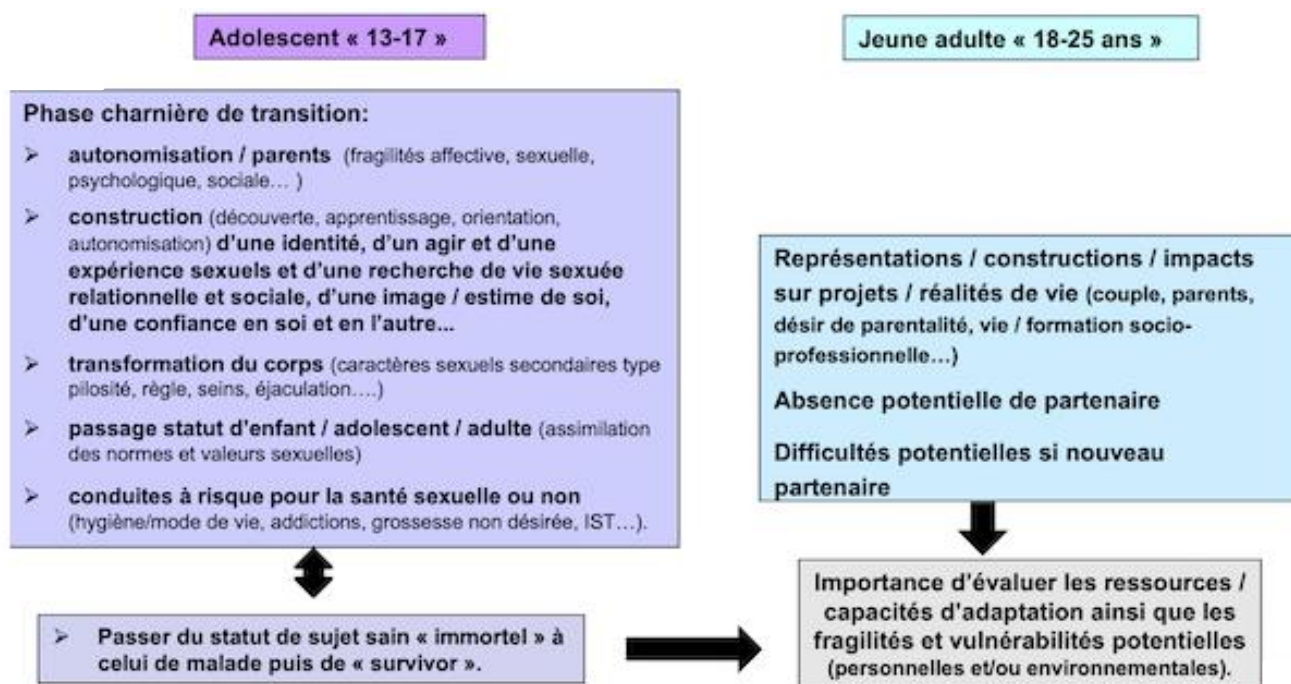 Adolescent « 13-17 »
Phase charnière de transition:
➢ autonomisation / parents (fragilités affective, sexuelle,
psychologique, sociale… )
➢ construction (découverte, apprentissage, orientation,
autonomisation) d'une identité, d'un agir et d'une
expérience sexuels et d'une recherche de vie sexuée
relationnelle et sociale, d'une image / estime de soi,
d'une confiance en soi et en l'autre...
➢ transformation du corps (caractères sexuels secondaires type
pilosité, règle, seins, éjaculation….)
➢ passage statut d'enfant / adolescent / adulte (assimilation
des normes et valeurs sexuelles)
➢ conduites à risque pour la santé sexuelle ou non
(hygiène/mode de vie, addictions, grossesse non désirée, IST…).
➢ Passer du statut de sujet sain « immortel » à
celui de malade puis de « survivor ».
Jeune adulte « 18-25 ans »
Représentations / constructions / impacts
sur projets / réalités de vie (couple, parents,
désir de parentalité, vie / formation socio-
professionnelle…)
Absence potentielle de partenaire
Difficultés potentielles si nouveau
partenaire
Importance d'évaluer les ressources /
capacités d'adaptation ainsi que les
fragilités et vulnérabilités potentielles
(personnelles et/ou environnementales).